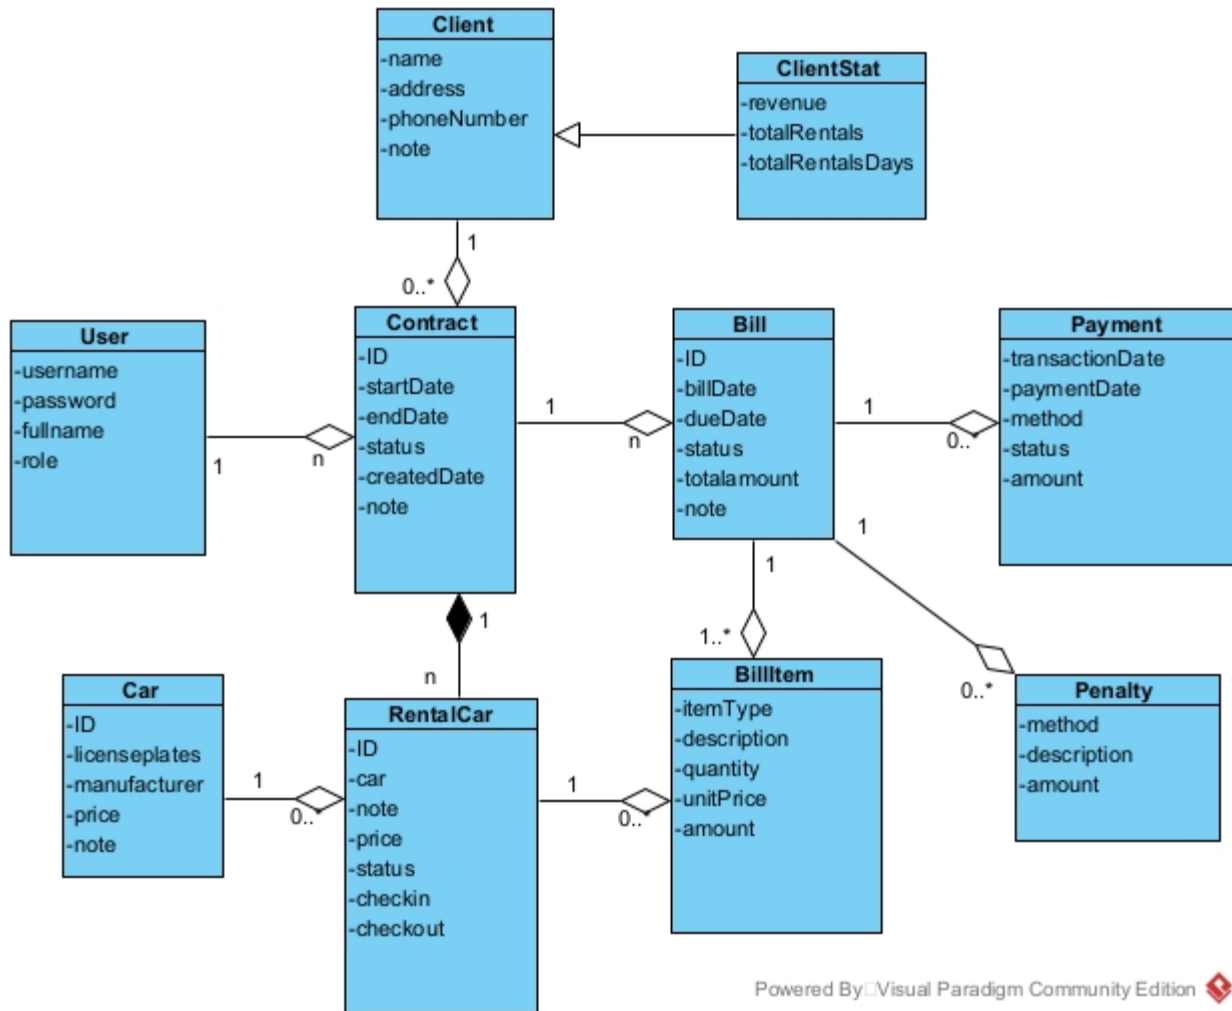 Client
-name
-address
-phoneNumber
-note
ClientStat
-revenue
-totalRentals
-totalRentalsDays
1
0..*
User
-username
-password
-fullname
-role
1
n
Contract
-ID
-startDate
-endDate
-status
-createdDate
-note
1
n
Bill
-ID
-billDate
-dueDate
-status
-totalamount
-note
1
0..*
Payment
-transactionDate
-paymentDate
-method
-status
-amount
1
n
1
1..*
1
0..*
Car
-ID
-licenseplates
-manufacturer
-price
-note
1
0..*
RentalCar
-ID
-car
-note
-price
-status
-checkin
-checkout
1
0..*
BillItem
-itemType
-description
-quantity
-unitPrice
-amount
Penalty
-method
-description
-amount
Powered By Visual Paradigm Community Edition